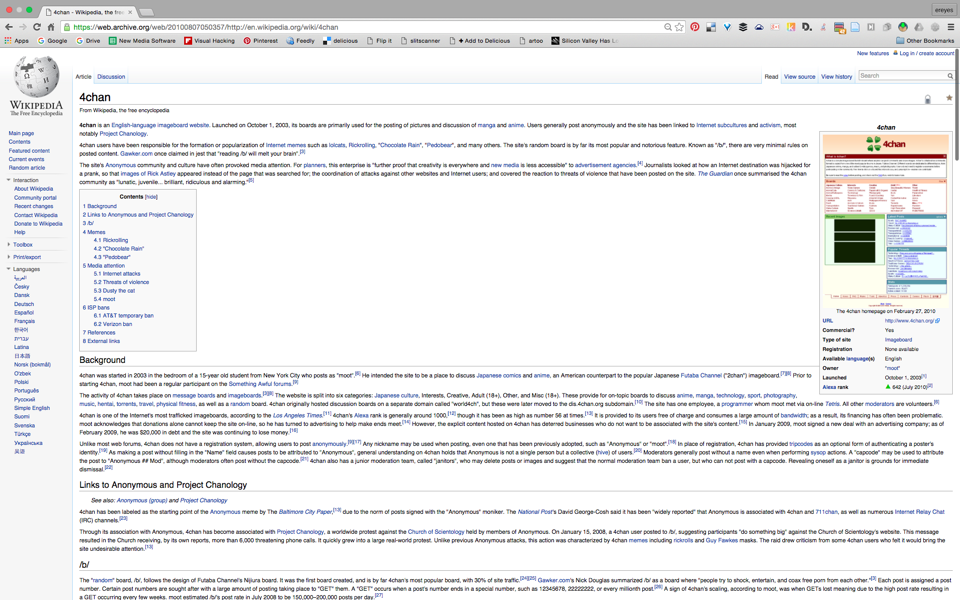 4chan - Wikipedia, the free
ereyes
https://web.archive.org/web/20100807050357/http://en.wikipedia.org/wiki/4chan
Apps Google Drive New Media Software Visual Hacking Pinterest Feedly delicious Flip it slitscanner + Add to Delicious artoo Silicon Valley Has Lo
Other Bookmarks
New features Log in / create account
Article Discussion Read View source View history Search
WIKIPEDIA
The Free Encyclopedia
Main page
Contents
Featured content
Current events
Random article
Interaction
About Wikipedia
Community portal
Recent changes
Contact Wikipedia
Donate to Wikipedia
Help
Toolbox
Print/export
Languages
العربية
Česky
Dansk
Deutsch
Español
Français
한국어
עברית
Latina
日本語
Norsk (bokmål)
O'zbek
Polski
Português
Русский
Simple English
Suomi
Svenska
Türkçe
Українська
4chan
From Wikipedia, the free encyclopedia
4chan is an English-language imageboard website. Launched on October 1, 2003, its boards are primarily used for the posting of pictures and discussion of manga and anime. Users generally post anonymously and the site has been linked to Internet subcultures and activism, most
notably Project Chanology.
4chan users have been responsible for the formation or popularization of Internet memes such as lolcats, Rickrolling, "Chocolate Rain", "Pedobear", and many others. The site's random board is by far its most popular and notorious feature. Known as "/b/", there are very minimal rules on
posted content. Gawker.com once claimed in jest that "reading /b/ will melt your brain".[3]
The site's Anonymous community and culture have often provoked media attention. For planners, this enterprise is "further proof that creativity is everywhere and new media is less accessible" to advertisement agencies.[4] Journalists looked at how an Internet destination was hijacked
for a prank, so that images of Rick Astley appeared instead of the page that was searched for; the coordination of attacks against other websites and Internet users; and covered the reaction to threats of violence that have been posted on the site. The Guardian once summarised the 4chan
community as "lunatic, juvenile... brilliant, ridiculous and alarming."[5]
Contents [hide]
1 Background
2 Links to Anonymous and Project Chanology
3 /b/
4 Memes
4.1 Rickrolling
4.2 "Chocolate Rain"
4.3 "Pedobear"
5 Media attention
5.1 Internet attacks
5.2 Threats of violence
5.3 Dusty the cat
5.4 moot
6 ISP bans
6.1 AT&T temporary ban
6.2 Verizon ban
7 References
8 External links
4chan
4chan
The 4chan homepage on February 27, 2010
URL http://www.4chan.org/
Commercial? Yes
Type of site Imageboard
Registration None available
Available language(s) English
Owner "moot"
Launched October 1, 2003[1]
Alexa rank 642 (July 2010)[2]
Background
4chan was started in 2003 in the bedroom of a 15-year old student from New York City who posts as "moot".[6] He intended the site to be a place to discuss Japanese comics and anime, an American counterpart to the popular Japanese Futaba Channel ("2chan") imageboard.[7][8] Prior to
starting 4chan, moot had been a regular participant on the Something Awful forums.[9]
The activity of 4chan takes place on message boards and imageboards.[3][8] The website is split into six categories: Japanese culture, Interests, Creative, Adult (18+), Other, and Misc (18+). These provide for on-topic boards to discuss anime, manga, technology, sport, photography,
music, hentai, torrents, travel, physical fitness, as well as a random board. 4chan originally hosted discussion boards on a separate domain called "world4ch", but these were later moved to the dis.4chan.org subdomain.[10] The site has one employee, a programmer whom moot met via online Tetris. All other moderators are volunteers.[6]
4chan is one of the Internet's most trafficked imageboards, according to the Los Angeles Times.[11] 4chan's Alexa rank is generally around 1000,[12] though it has been as high as number 56 at times.[13] It is provided to its users free of charge and consumes a large amount of bandwidth; as a result, its financing has often been problematic.
moot acknowledges that donations alone cannot keep the site on-line, so he has turned to advertising to help make ends meet.[14] However, the explicit content hosted on 4chan has deterred businesses who do not want to be associated with the site's content.[15] In January 2009, moot signed a new deal with an advertising company; as of
February 2009, he was $20,000 in debt and the site was continuing to lose money.[16]
Unlike most web forums, 4chan does not have a registration system, allowing users to post anonymously.[9][17] Any nickname may be used when posting, even one that has been previously adopted, such as "Anonymous" or "moot".[18] In place of registration, 4chan has provided tripcodes as an optional form of authenticating a poster's
identity.[19] As making a post without filling in the "Name" field causes posts to be attributed to "Anonymous", general understanding on 4chan holds that Anonymous is not a single person but a collective (hive) of users.[20] Moderators generally post without a name even when performing sysop actions. A "capcode" may be used to attribute
the post to "Anonymous ## Mod", although moderators often post without the capcode.[21] 4chan also has a junior moderation team, called "janitors", who may delete posts or images and suggest that the normal moderation team ban a user, but who can not post with a capcode. Revealing oneself as a janitor is grounds for immediate
dismissal.[22]
Links to Anonymous and Project Chanology
See also: Anonymous (group) and Project Chanology
4chan has been labeled as the starting point of the Anonymous meme by The Baltimore City Paper,[13] due to the norm of posts signed with the "Anonymous" moniker. The National Post's David George-Cosh said it has been "widely reported" that Anonymous is associated with 4chan and 711chan, as well as numerous Internet Relay Chat
(IRC) channels.[23]
Through its association with Anonymous, 4chan has become associated with Project Chanology, a worldwide protest against the Church of Scientology held by members of Anonymous. On January 15, 2008, a 4chan user posted to /b/, suggesting participants "do something big" against the Church of Scientology's website. This message
resulted in the Church receiving, by its own reports, more than 6,000 threatening phone calls. It quickly grew into a large real-world protest. Unlike previous Anonymous attacks, this action was characterized by 4chan memes including rickrolls and Guy Fawkes masks. The raid drew criticism from some 4chan users who felt it would bring the
site undesirable attention.[13]
/b/
The "random" board, /b/, follows the design of Futaba Channel's Nijiura board. It was the first board created, and is by far 4chan's most popular board, with 30% of site traffic.[24][25] Gawker.com's Nick Douglas summarized /b/ as a board where "people try to shock, entertain, and coax free porn from each other."[3] Each post is assigned a post
number. Certain post numbers are sought after with a large amount of posting taking place to "GET" them. A "GET" occurs when a post's number ends in a special number, such as 12345678, 22222222, or every millionth post.[26] A sign of 4chan's scaling, according to moot, was when GETs lost meaning due to the high post rate resulting in
a GET occurring every few weeks. moot estimated /b/'s post rate in July 2008 to be 150,000–200,000 posts per day.[27]